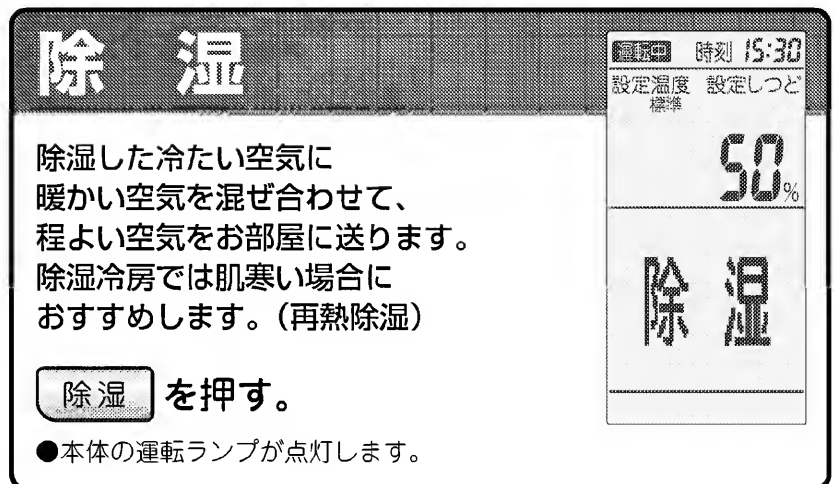 除湿
除湿した冷たい空気に
暖かい空気を混ぜ合わせて、
程よい空気をお部屋に送ります。
除湿冷房では肌寒い場合に
おすすめします。（再熱除湿）
除湿 を押す。
●本体の運転ランプが点灯します。
運転中 時刻 15:30
設定温度 設定しつど
標準
50%
除湿